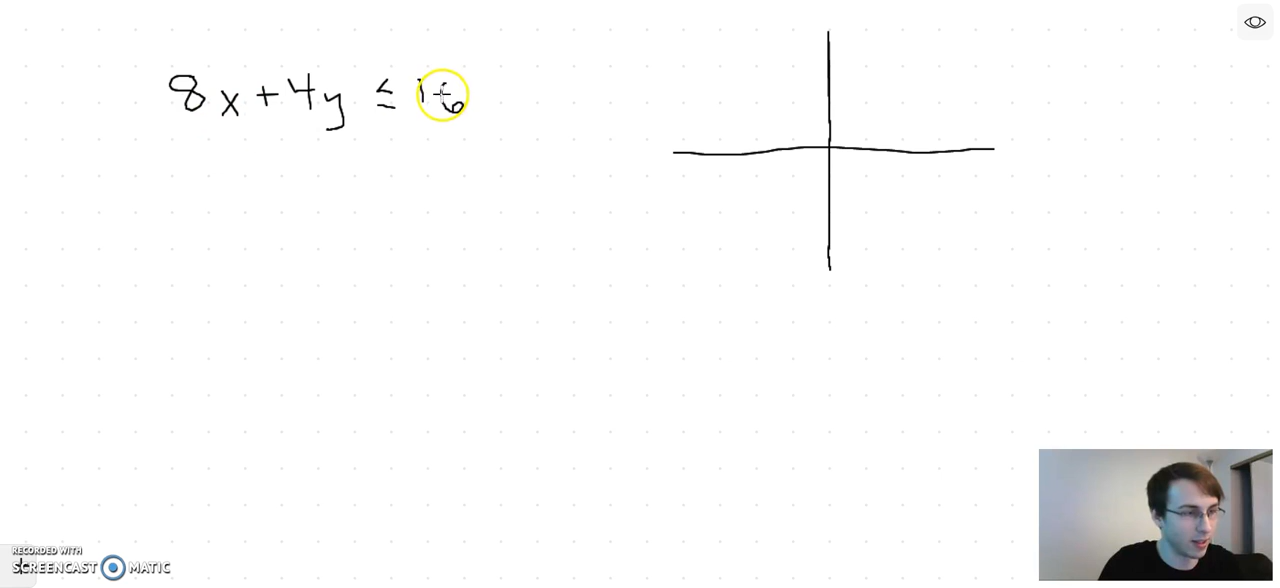 8x + 4y ≤ 16
RECORDED WITH
SCREENCAST MATIC